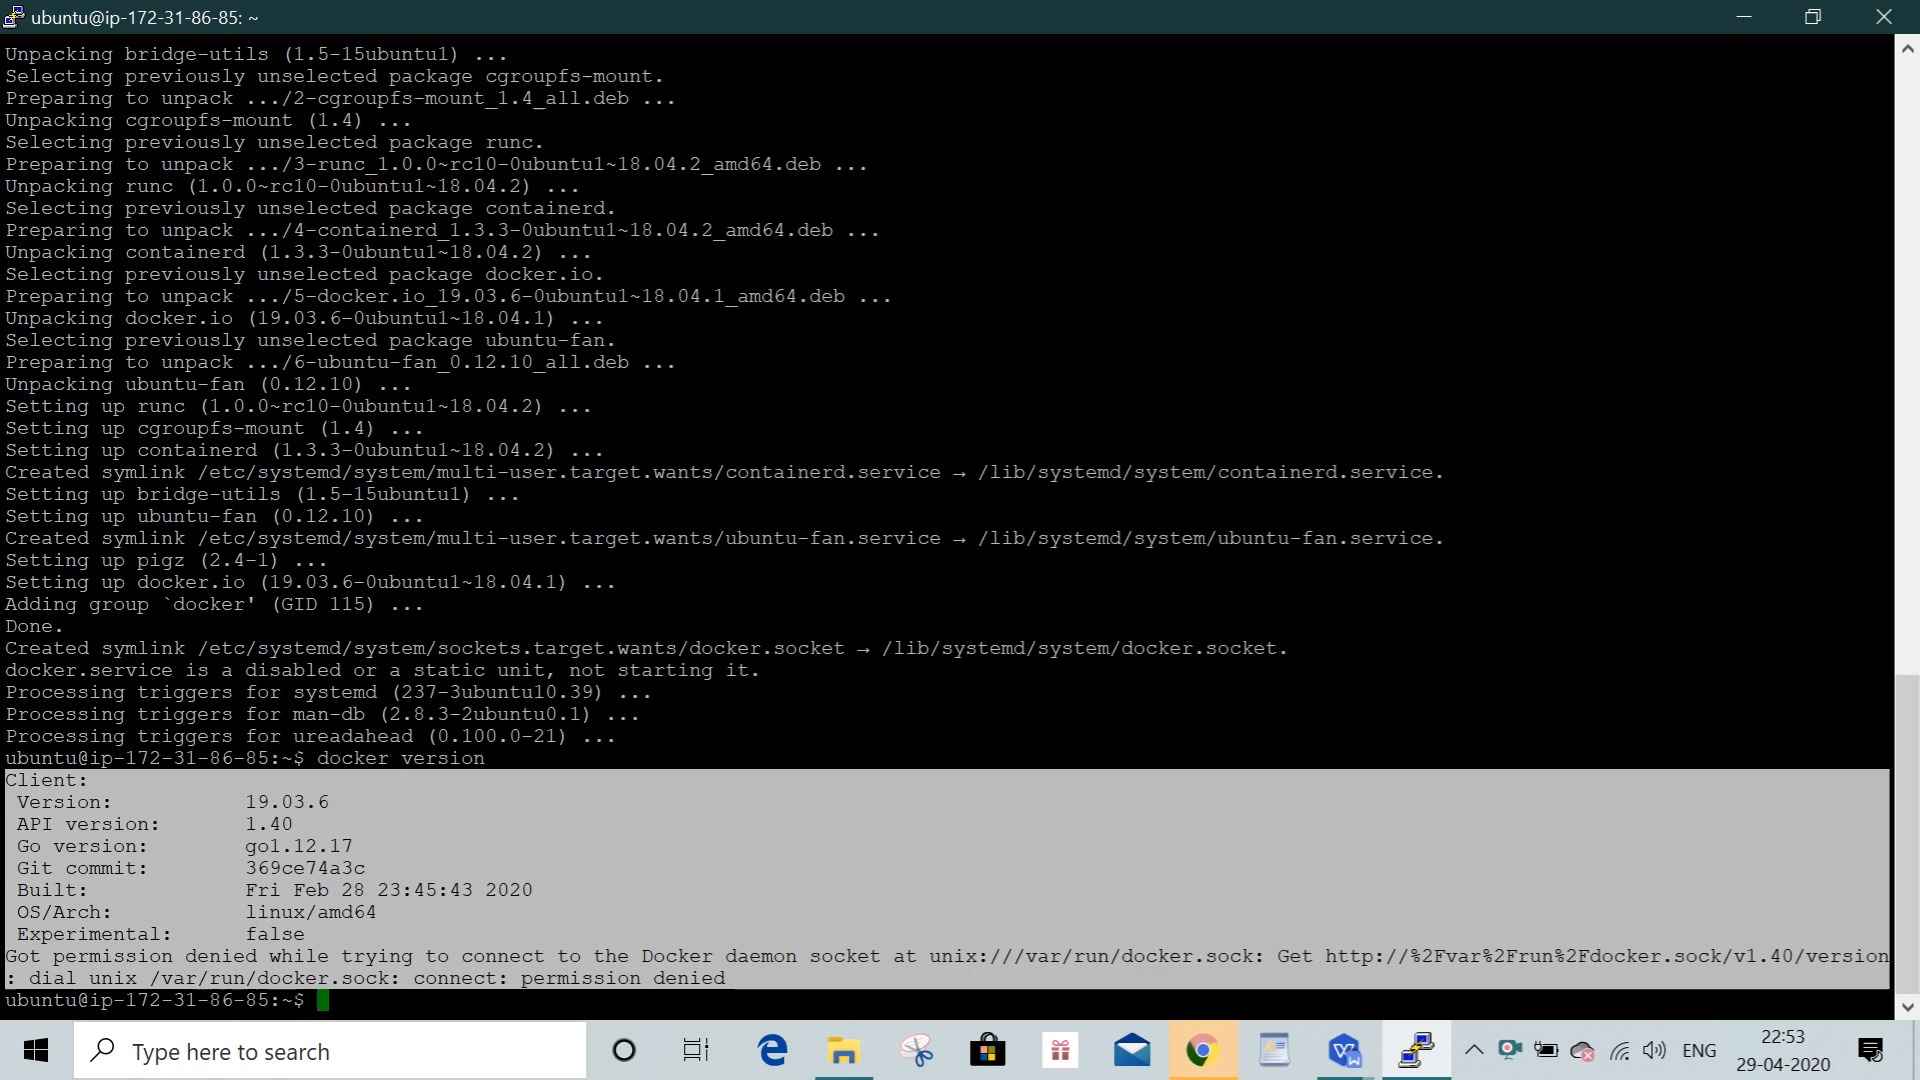 ubuntu@ip-172-31-86-85: ~
Unpacking bridge-utils (1.5-15ubuntu1) ...
Selecting previously unselected package cgroupfs-mount.
Preparing to unpack .../2-cgroupfs-mount_1.4_all.deb ...
Unpacking cgroupfs-mount (1.4) ...
Selecting previously unselected package runc.
Preparing to unpack .../3-runc_1.0.0~rc10-0ubuntu1~18.04.2_amd64.deb ...
Unpacking runc (1.0.0~rc10-0ubuntu1~18.04.2) ...
Selecting previously unselected package containerd.
Preparing to unpack .../4-containerd_1.3.3-0ubuntu1~18.04.2_amd64.deb ...
Unpacking containerd (1.3.3-0ubuntu1~18.04.2) ...
Selecting previously unselected package docker.io.
Preparing to unpack .../5-docker.io_19.03.6-0ubuntu1~18.04.1_amd64.deb ...
Unpacking docker.io (19.03.6-0ubuntu1~18.04.1) ...
Selecting previously unselected package ubuntu-fan.
Preparing to unpack .../6-ubuntu-fan_0.12.10_all.deb ...
Unpacking ubuntu-fan (0.12.10) ...
Setting up runc (1.0.0~rc10-0ubuntu1~18.04.2) ...
Setting up cgroupfs-mount (1.4) ...
Setting up containerd (1.3.3-0ubuntu1~18.04.2) ...
Created symlink /etc/systemd/system/multi-user.target.wants/containerd.service → /lib/systemd/system/containerd.service.
Setting up bridge-utils (1.5-15ubuntu1) ...
Setting up ubuntu-fan (0.12.10) ...
Created symlink /etc/systemd/system/multi-user.target.wants/ubuntu-fan.service → /lib/systemd/system/ubuntu-fan.service.
Setting up pigz (2.4-1) ...
Setting up docker.io (19.03.6-0ubuntu1~18.04.1) ...
Adding group `docker' (GID 115) ...
Done.
Created symlink /etc/systemd/system/sockets.target.wants/docker.socket → /lib/systemd/system/docker.socket.
docker.service is a disabled or a static unit, not starting it.
Processing triggers for systemd (237-3ubuntu10.39) ...
Processing triggers for man-db (2.8.3-2ubuntu0.1) ...
Processing triggers for ureadahead (0.100.0-21) ...
ubuntu@ip-172-31-86-85:~$ docker version
Client:
Version: 19.03.6
API version: 1.40
Go version: go1.12.17
Git commit: 369ce74a3c
Built: Fri Feb 28 23:45:43 2020
OS/Arch: linux/amd64
Experimental: false
Got permission denied while trying to connect to the Docker daemon socket at unix:///var/run/docker.sock: Get http://%2Fvar%2Frun%2Fdocker.sock/v1.40/version
: dial unix /var/run/docker.sock: connect: permission denied
ubuntu@ip-172-31-86-85:~$
Type here to search
ENG
22:53
29-04-2020